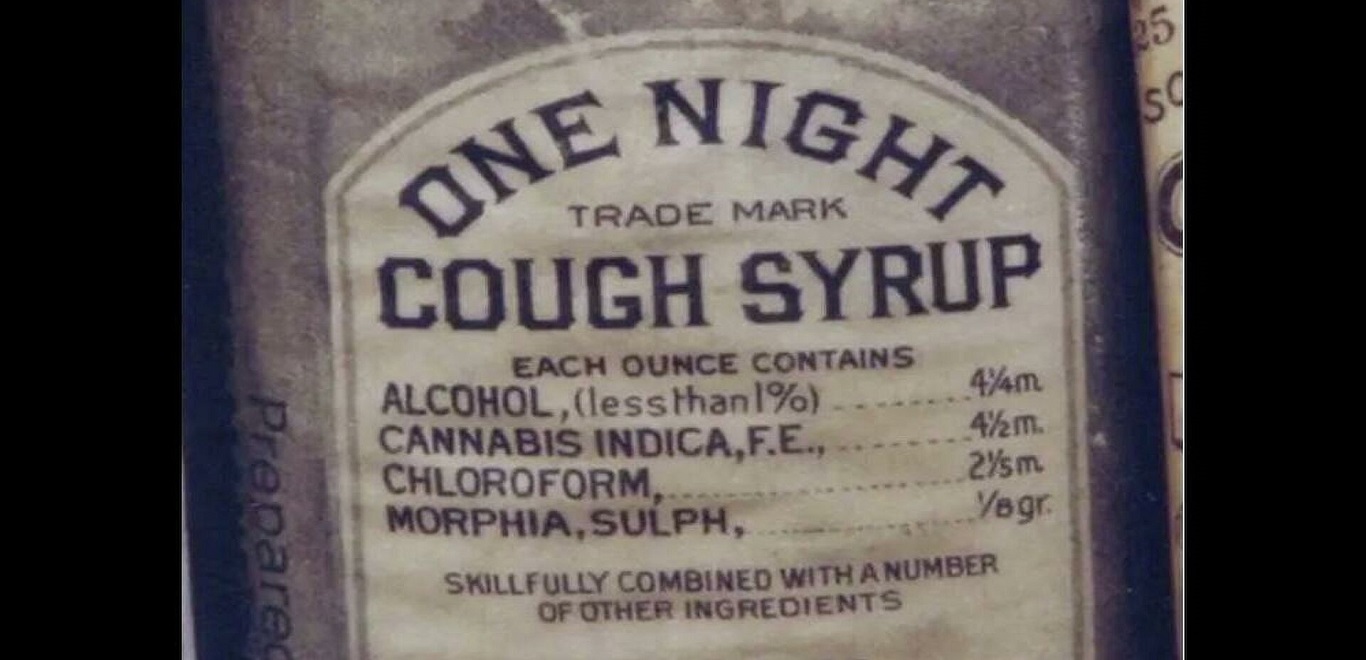 ONE NIGHT
TRADE MARK
COUGH SYRUP
EACH OUNCE CONTAINS
ALCOHOL, (less than 1%) 4¼m.
CANNABIS INDICA, F.E., 4½m.
CHLOROFORM, 2⅕m.
MORPHIA, SULPH, ⅛gr.
SKILLFULLY COMBINED WITH A NUMBER
OF OTHER INGREDIENTS
Prepared
25